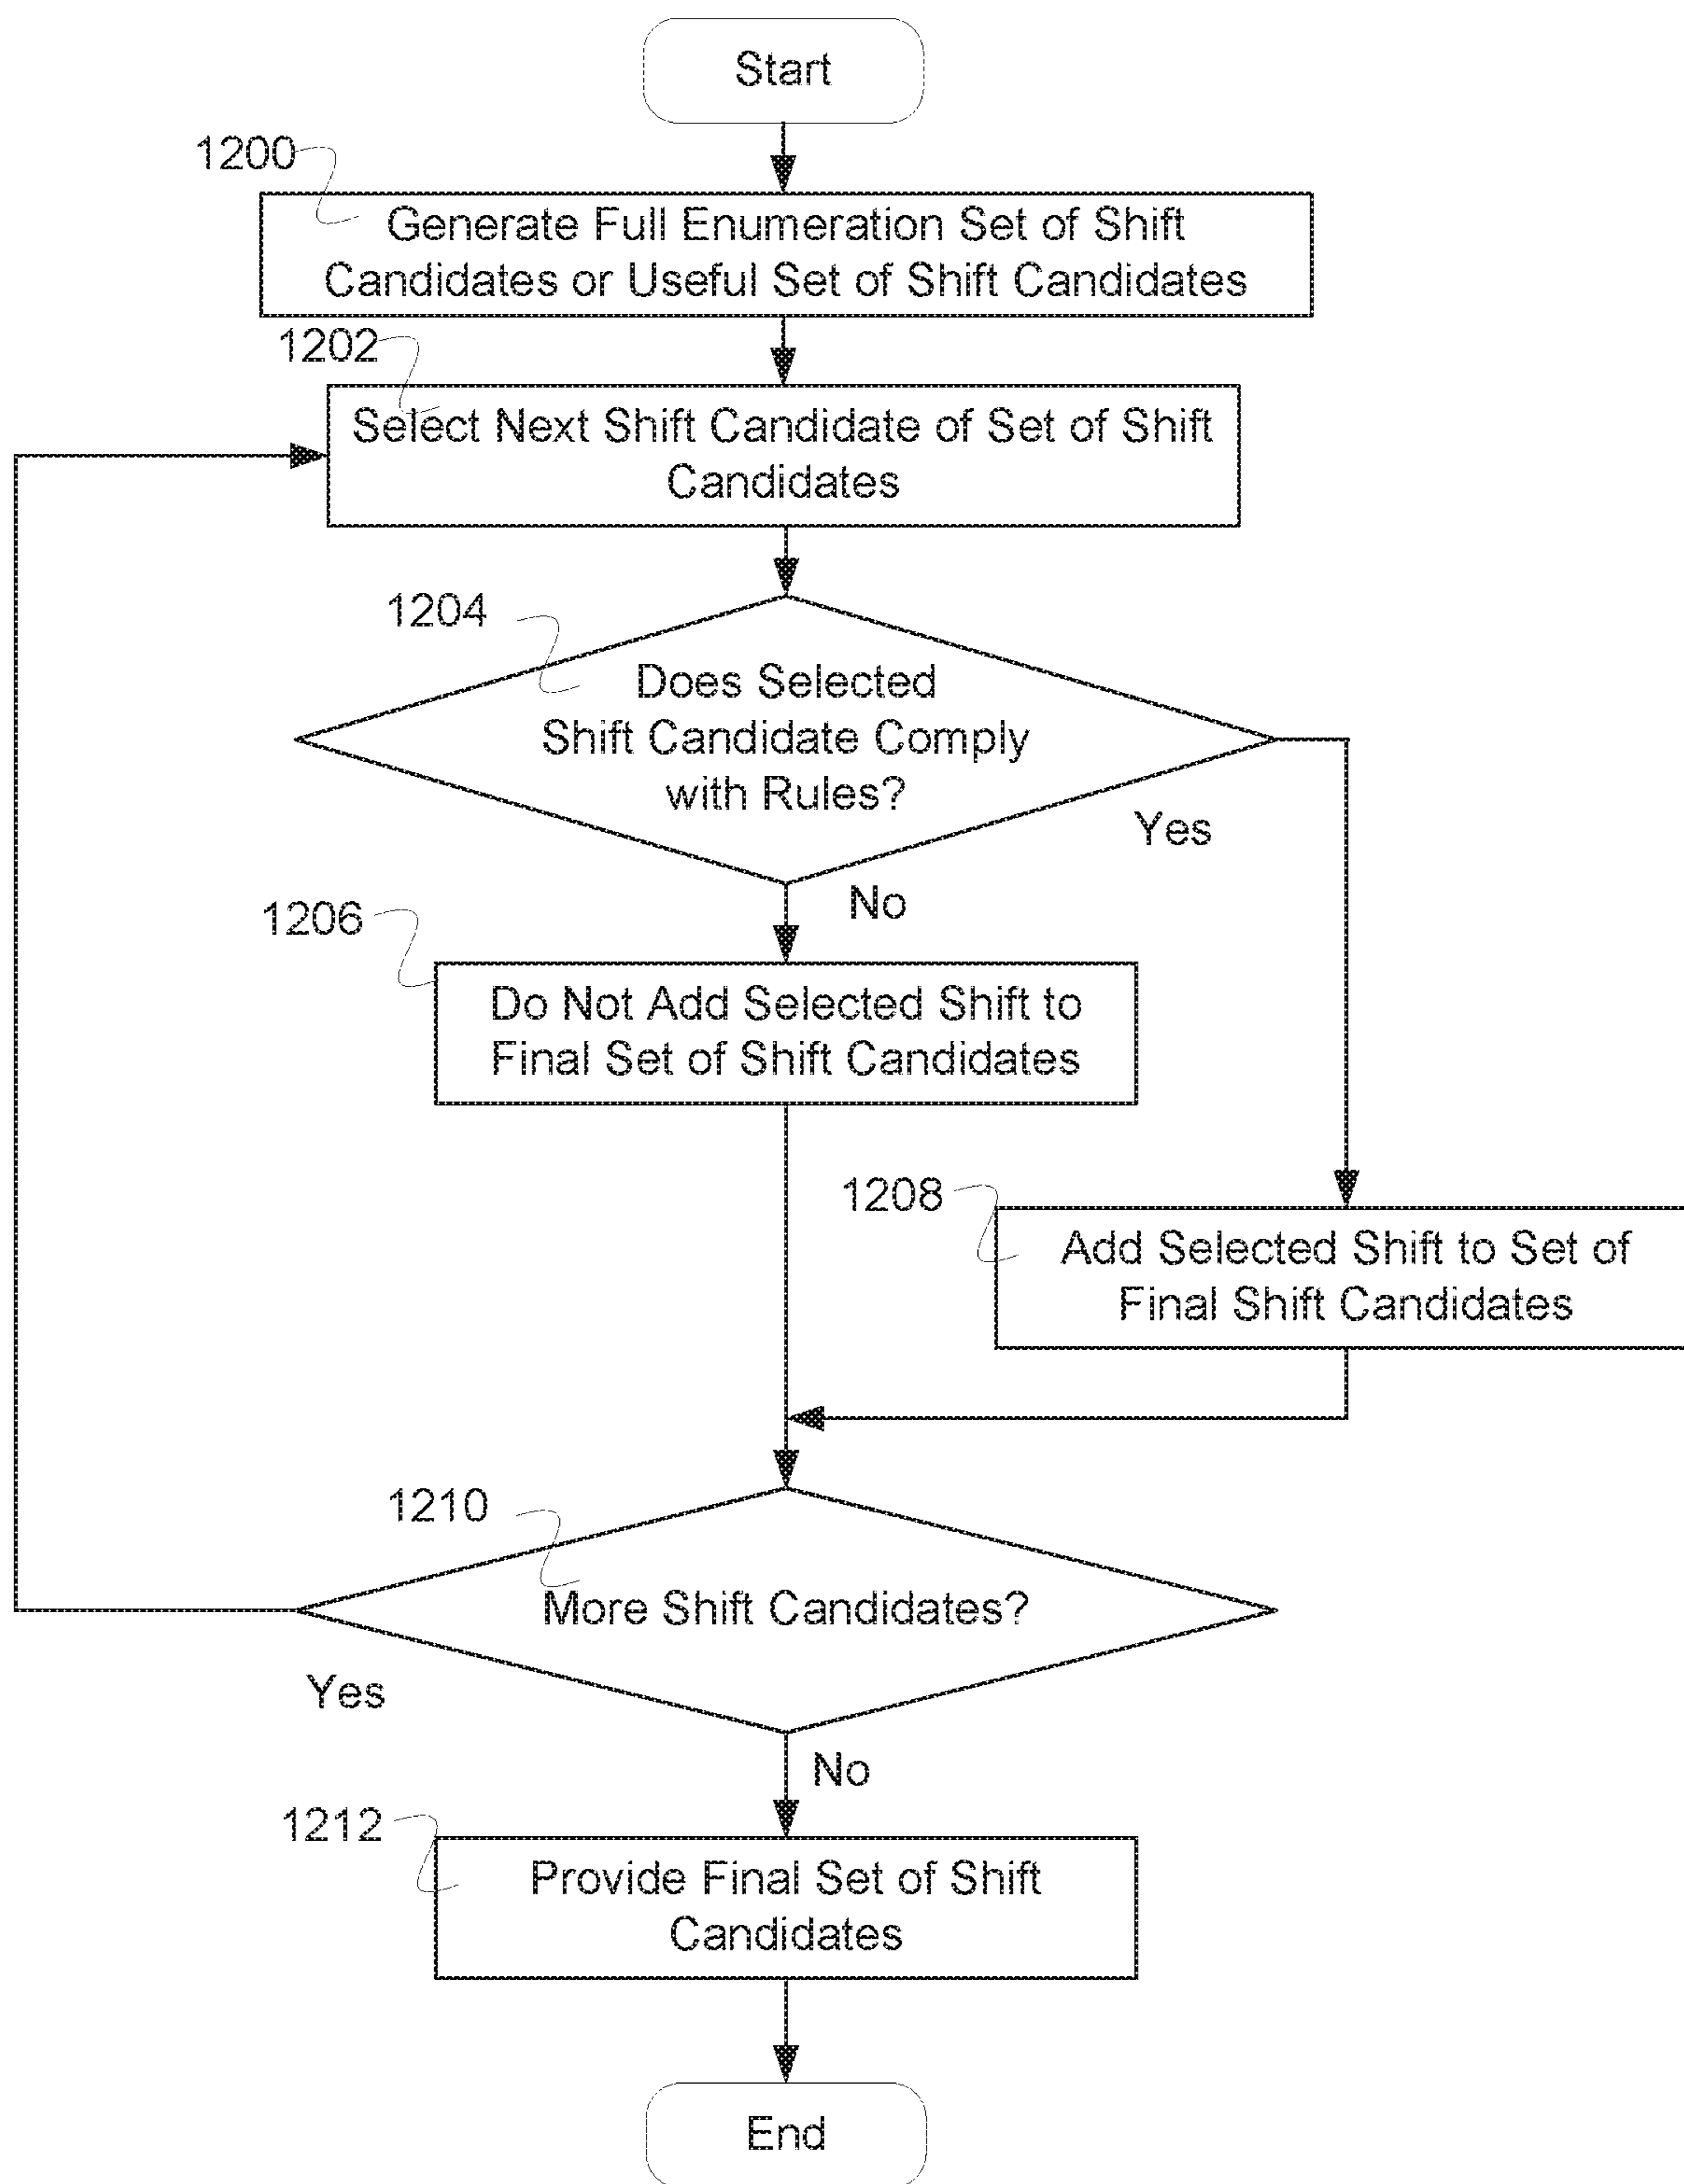 Start
1200
Generate Full Enumeration Set of Shift
Candidates or Useful Set of Shift Candidates
1202
Select Next Shift Candidate of Set of Shift
Candidates
1204
Does Selected
Shift Candidate Comply
with Rules?
Yes
No
1206
Do Not Add Selected Shift to
Final Set of Shift Candidates
1208
Add Selected Shift to Set of
Final Shift Candidates
1210
More Shift Candidates?
Yes
No
1212
Provide Final Set of Shift
Candidates
End